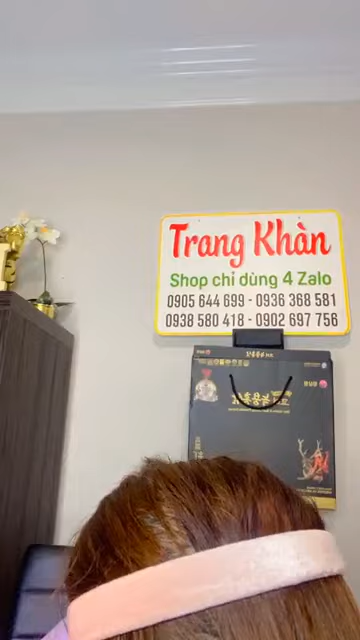 Trang Khàn
Shop chỉ dùng 4 Zalo
0905 644 699 - 0936 368 581
0938 580 418 - 0902 697 756